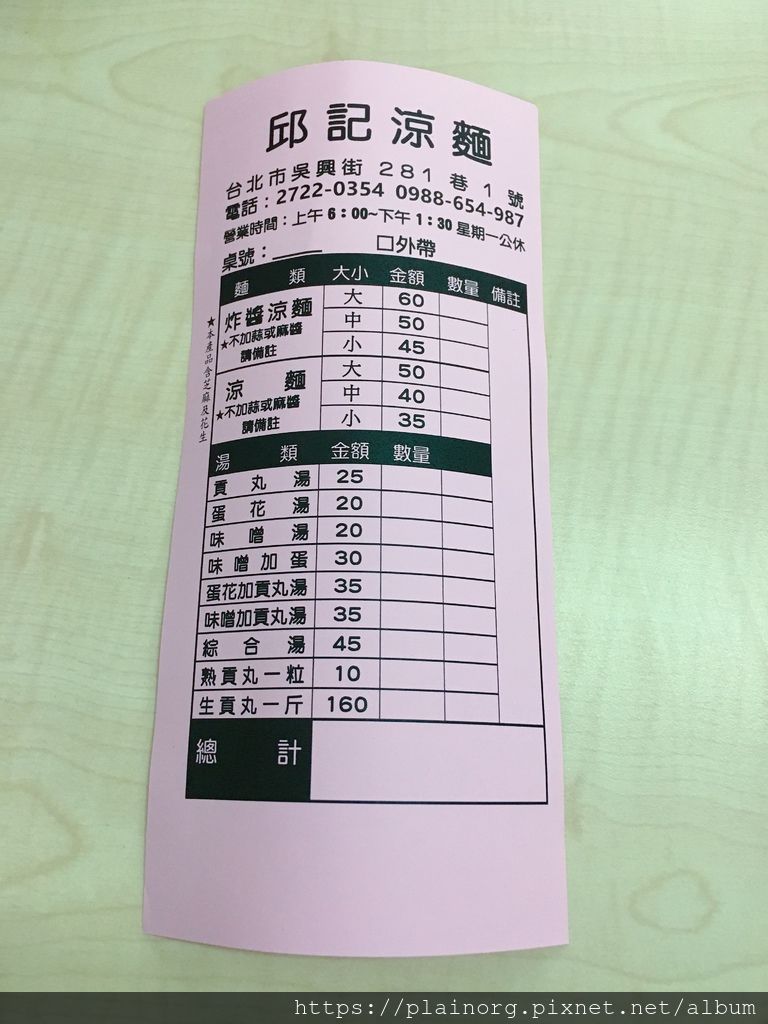 邱記涼麵
台北市吳興街 281 巷 1 號
電話：2722-0354 0988-654-987
營業時間：上午 6：00~下午 1：30 星期一公休
桌號：____ □外帶
麵類 大小 金額 數量 備註
炸醬涼麵 大 60
★不加蒜或麻醬請備註 中 50
小 45
涼麵 大 50
★不加蒜或麻醬請備註 中 40
小 35
★本產品含芝麻及花生
湯類 金額 數量
貢丸湯 25
蛋花湯 20
味噌湯 20
味噌加蛋 30
蛋花加貢丸湯 35
味噌加貢丸湯 35
綜合湯 45
熟貢丸一粒 10
生貢丸一斤 160
總計
https://plainorg.pixnet.net/album